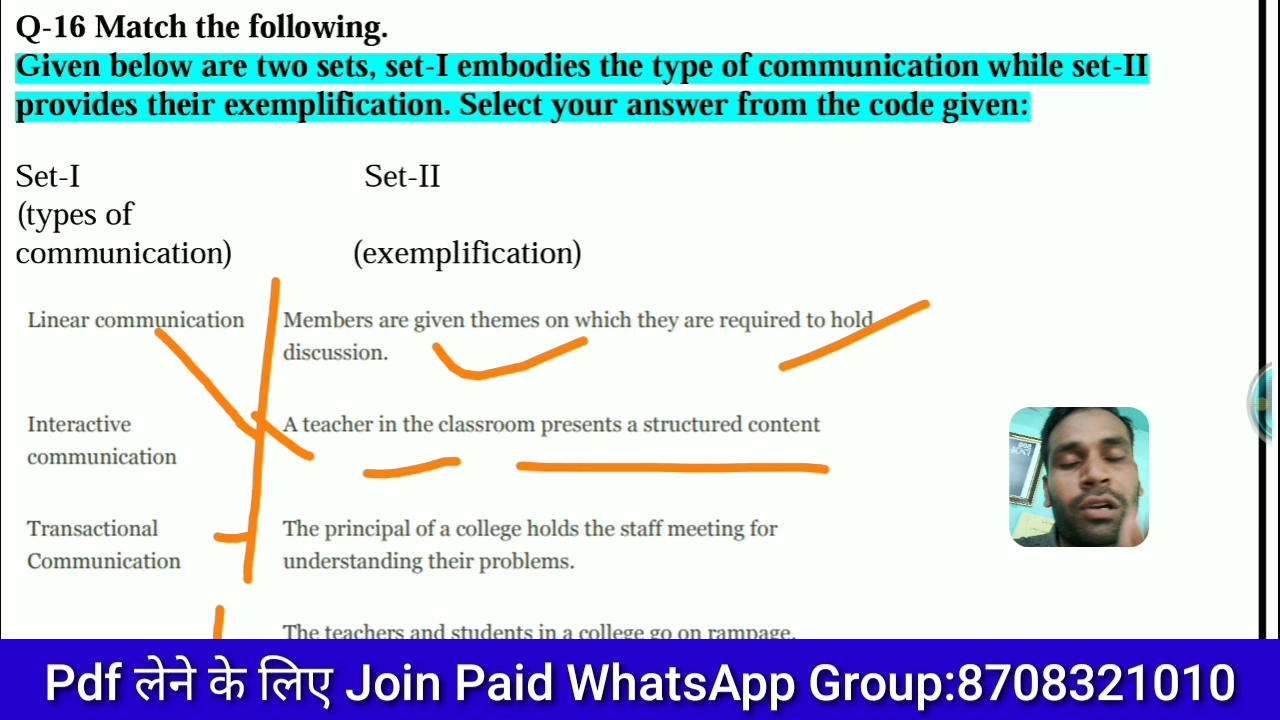 Q-16 Match the following.
Given below are two sets, set-I embodies the type of communication while set-II
provides their exemplification. Select your answer from the code given:
Set-I Set-II
(types of
communication) (exemplification)
Linear communication Members are given themes on which they are required to hold
discussion.
Interactive A teacher in the classroom presents a structured content
communication
Transactional The principal of a college holds the staff meeting for
Communication understanding their problems.
The teachers and students in a college go on rampage.
Pdf लेने के लिए Join Paid WhatsApp Group:8708321010